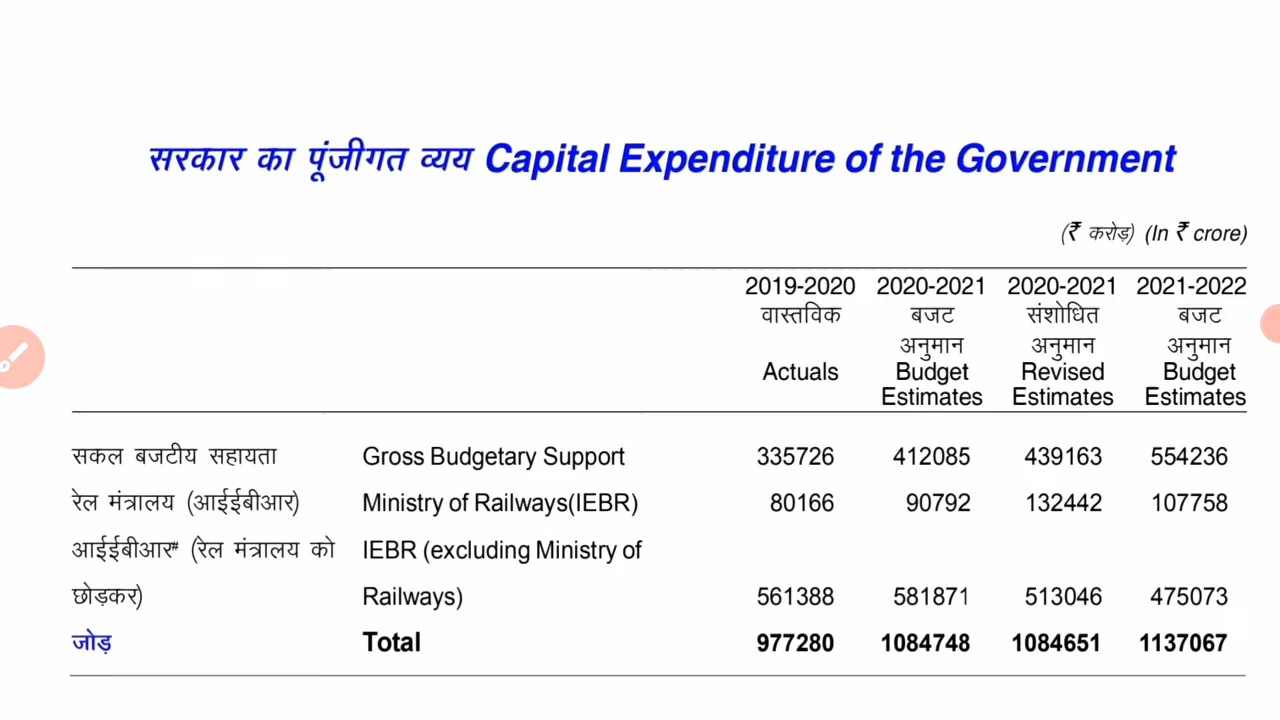 सरकार का पूंजीगत व्यय Capital Expenditure of the Government
(₹ करोड़) (In ₹ crore)
2019-2020 2020-2021 2020-2021 2021-2022
वास्तविक बजट संशोधित बजट
अनुमान अनुमान अनुमान
Actuals Budget Revised Budget
Estimates Estimates Estimates
सकल बजटीय सहायता Gross Budgetary Support 335726 412085 439163 554236
रेल मंत्रालय (आईईबीआर) Ministry of Railways(IEBR) 80166 90792 132442 107758
आईईबीआर# (रेल मंत्रालय को IEBR (excluding Ministry of
छोड़कर) Railways) 561388 581871 513046 475073
जोड़ Total 977280 1084748 1084651 1137067